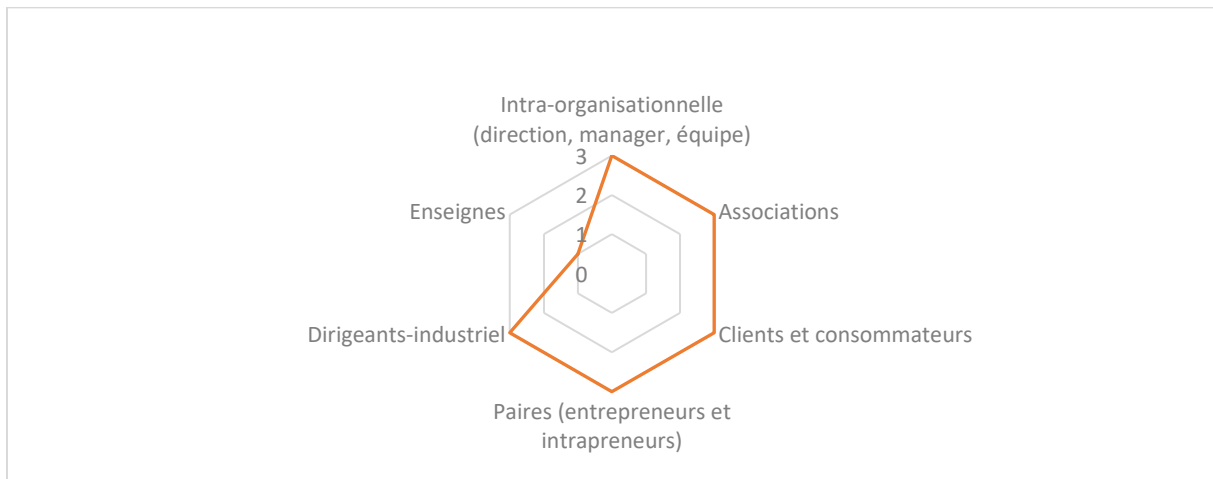 Intra-organisationnelle
(direction, manager, équipe)
3
2
Enseignes
Associations
1
0
Dirigeants-industriel
Clients et consommateurs
Paires (entrepreneurs et
intrapreneurs)